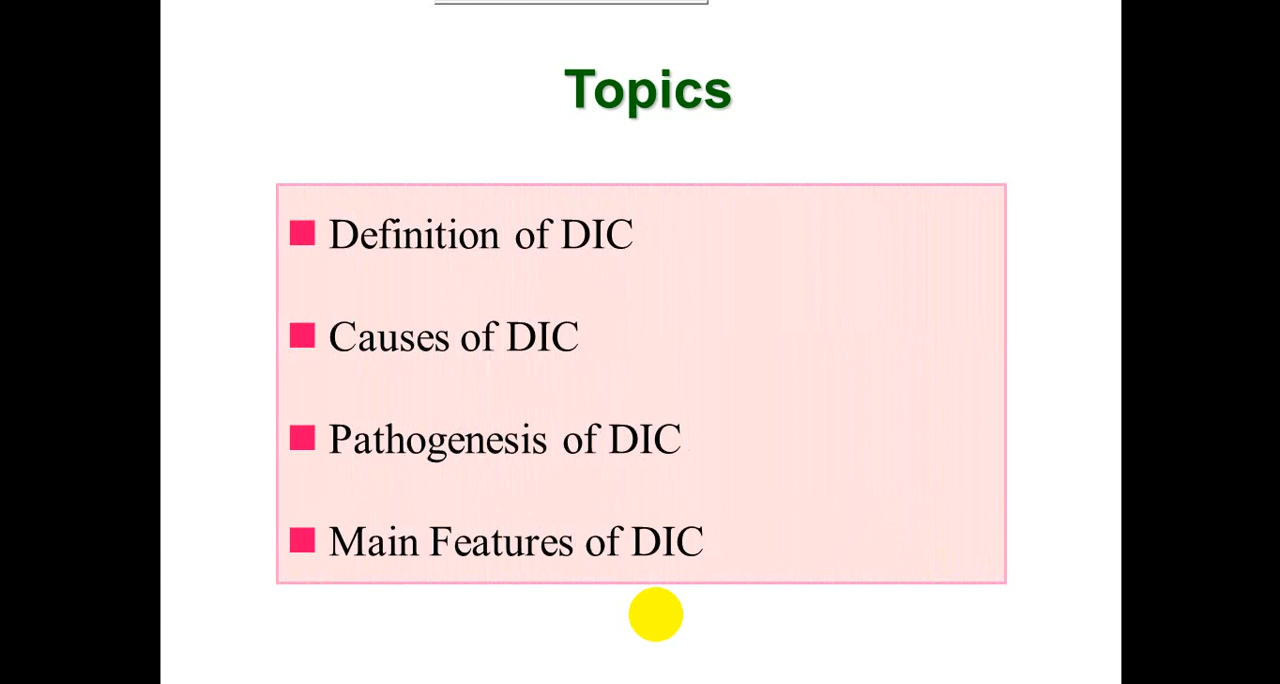 Topics
Definition of DIC
Causes of DIC
Pathogenesis of DIC
Main Features of DIC